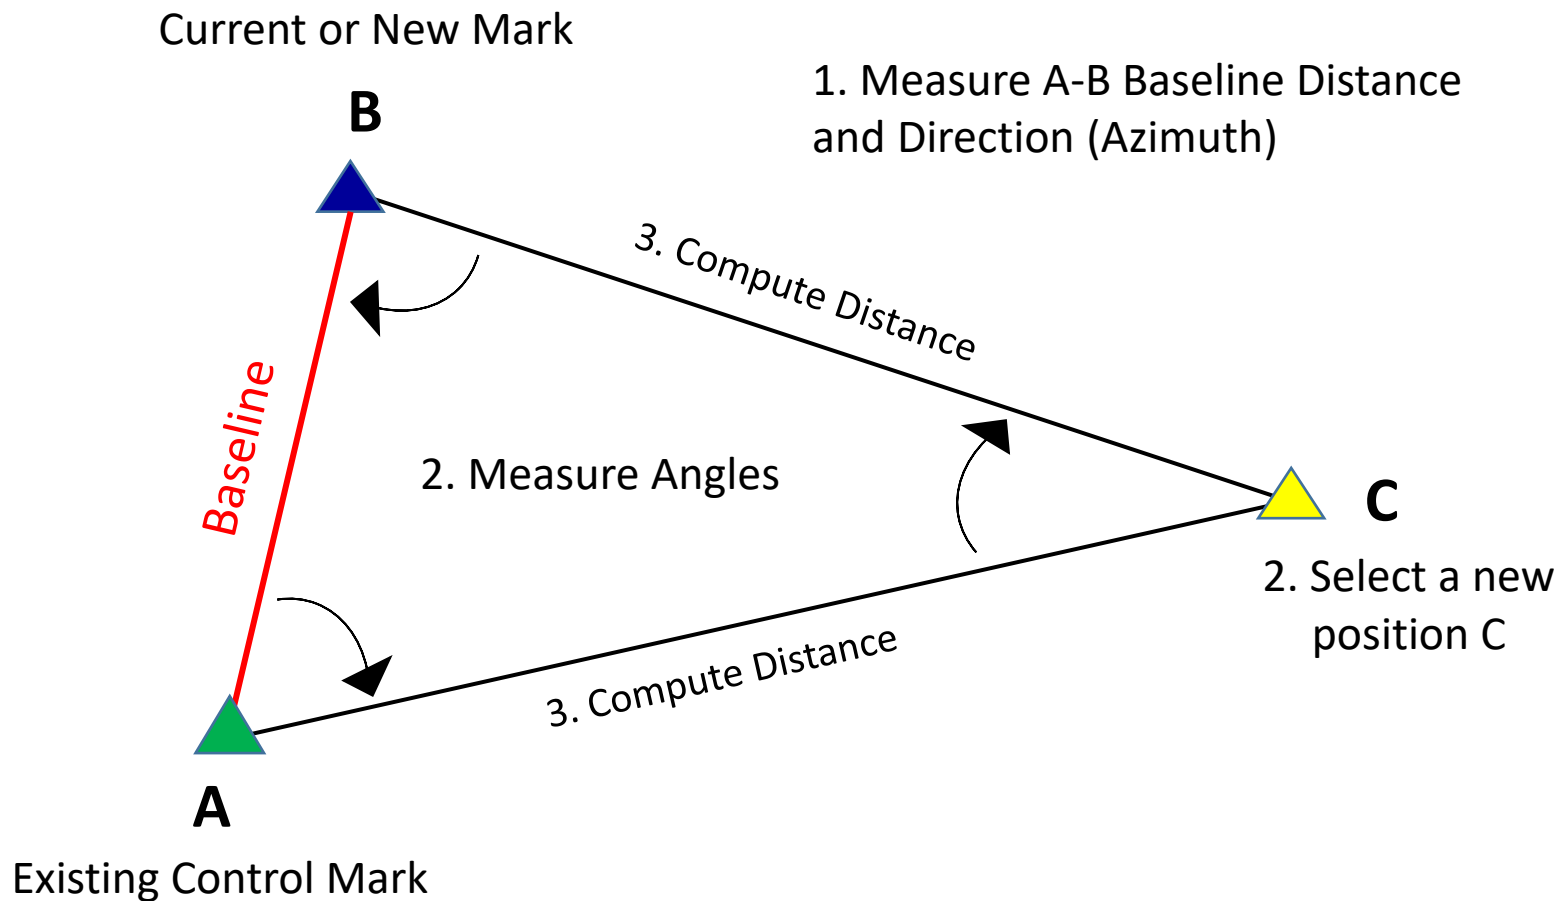 Current or New Mark
B
1. Measure A-B Baseline Distance
and Direction (Azimuth)
3. Compute Distance
Baseline
2. Measure Angles
C
2. Select a new
position C
3. Compute Distance
A
Existing Control Mark